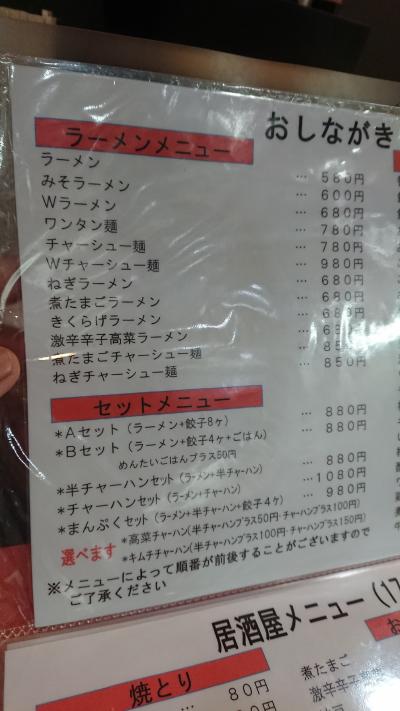 おしながき
ラーメンメニュー
ラーメン … 580円
みそラーメン … 600円
Wラーメン … 680円
ワンタン麺 … 780円
チャーシュー麺 … 780円
Wチャーシュー麺 … 980円
ねぎラーメン … 680円
煮たまごラーメン … 680円
きくらげラーメン … 680円
激辛辛子高菜ラーメン … 680円
煮たまごチャーシュー麺 … 850円
ねぎチャーシュー麺 … 850円
セットメニュー
*Aセット(ラーメン+餃子8ヶ) … 880円
*Bセット(ラーメン+餃子4ヶ+ごはん) … 880円
めんたいごはんプラス50円
*半チャーハンセット(ラーメン+半チャーハン) … 880円
*チャーハンセット(ラーメン+チャーハン) …1080円
*まんぷくセット(ラーメン+半チャーハン+餃子4ヶ) … 980円
選べます
*高菜チャーハン(半チャーハンプラス50円・チャーハンプラス100円)
*キムチチャーハン(半チャーハンプラス100円・チャーハンプラス150円)
※メニューによって順番が前後することがございますので
ご了承ください
居酒屋メニュー(17
焼とり
… 80円
煮たまご
激辛辛子高